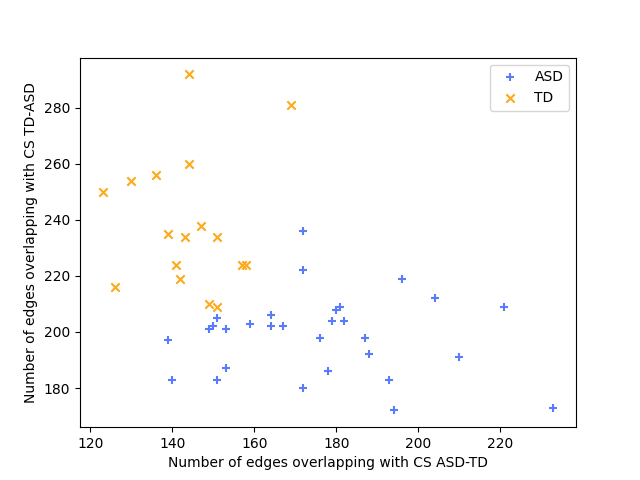 ASD
TD
Number of edges overlapping with CS TD-ASD
280
260
240
220
200
180
120 140 160 180 200 220
Number of edges overlapping with CS ASD-TD